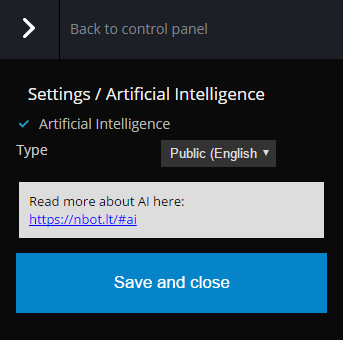 Back to control panel
Settings / Artificial Intelligence
Artificial Intelligence
Type Public (English
Read more about AI here:
https://nbot.lt/#ai
Save and close